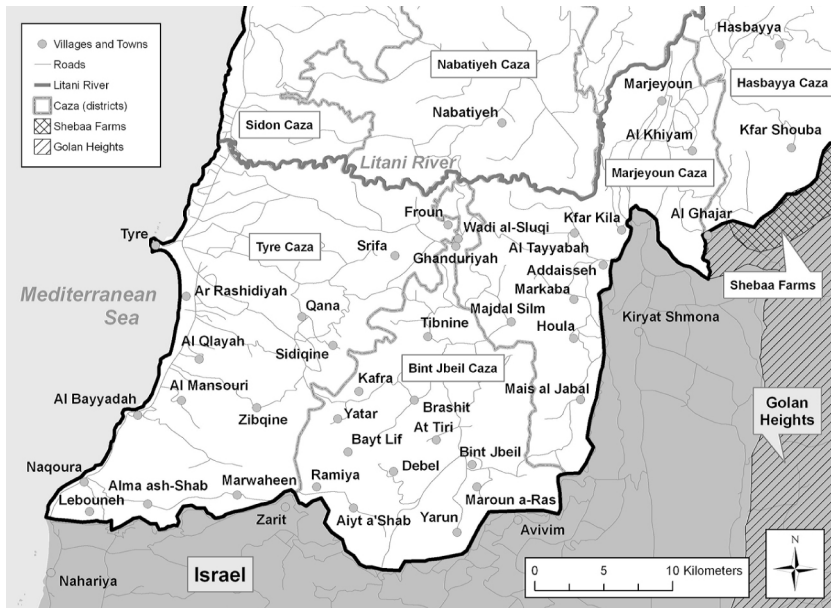 Villages and Towns
Roads
Litani River
Caza (districts)
Shebaa Farms
Golan Heights
Hasbayya
Nabatiyeh Caza
Hasbayya Caza
Marjeyoun
Nabatiyeh
Sidon Caza
Al Khiyam
Kfar Shouba
Litani River
Marjeyoun Caza
Froun
Kfar Kila
Al Ghajar
Wadi al-Sluqi
Tyre
Tyre Caza
Srifa
Al Tayyabah
Ghanduriyah
Addaisseh
Shebaa Farms
Mediterranean
Sea
Ar Rashidiyah
Markaba
Qana
Majdal Silm
Kiryat Shmona
Tibnine
Houla
Al Qlayah
Sidiqine
Bint Jbeil Caza
Kafra
Al Mansouri
Mais al Jabal
Al Bayyadah
Golan
Heights
Zibqine
Yatar
Brashit
At Tiri
Bayt Lif
Bint Jbeil
Naqoura
Alma ash-Shab
Marwaheen
Ramiya
Debel
Lebouneh
Maroun a-Ras
Zarit
Aiyt a'Shab
Yarun
Avivim
N
Nahariya
Israel
0 5 10 Kilometers